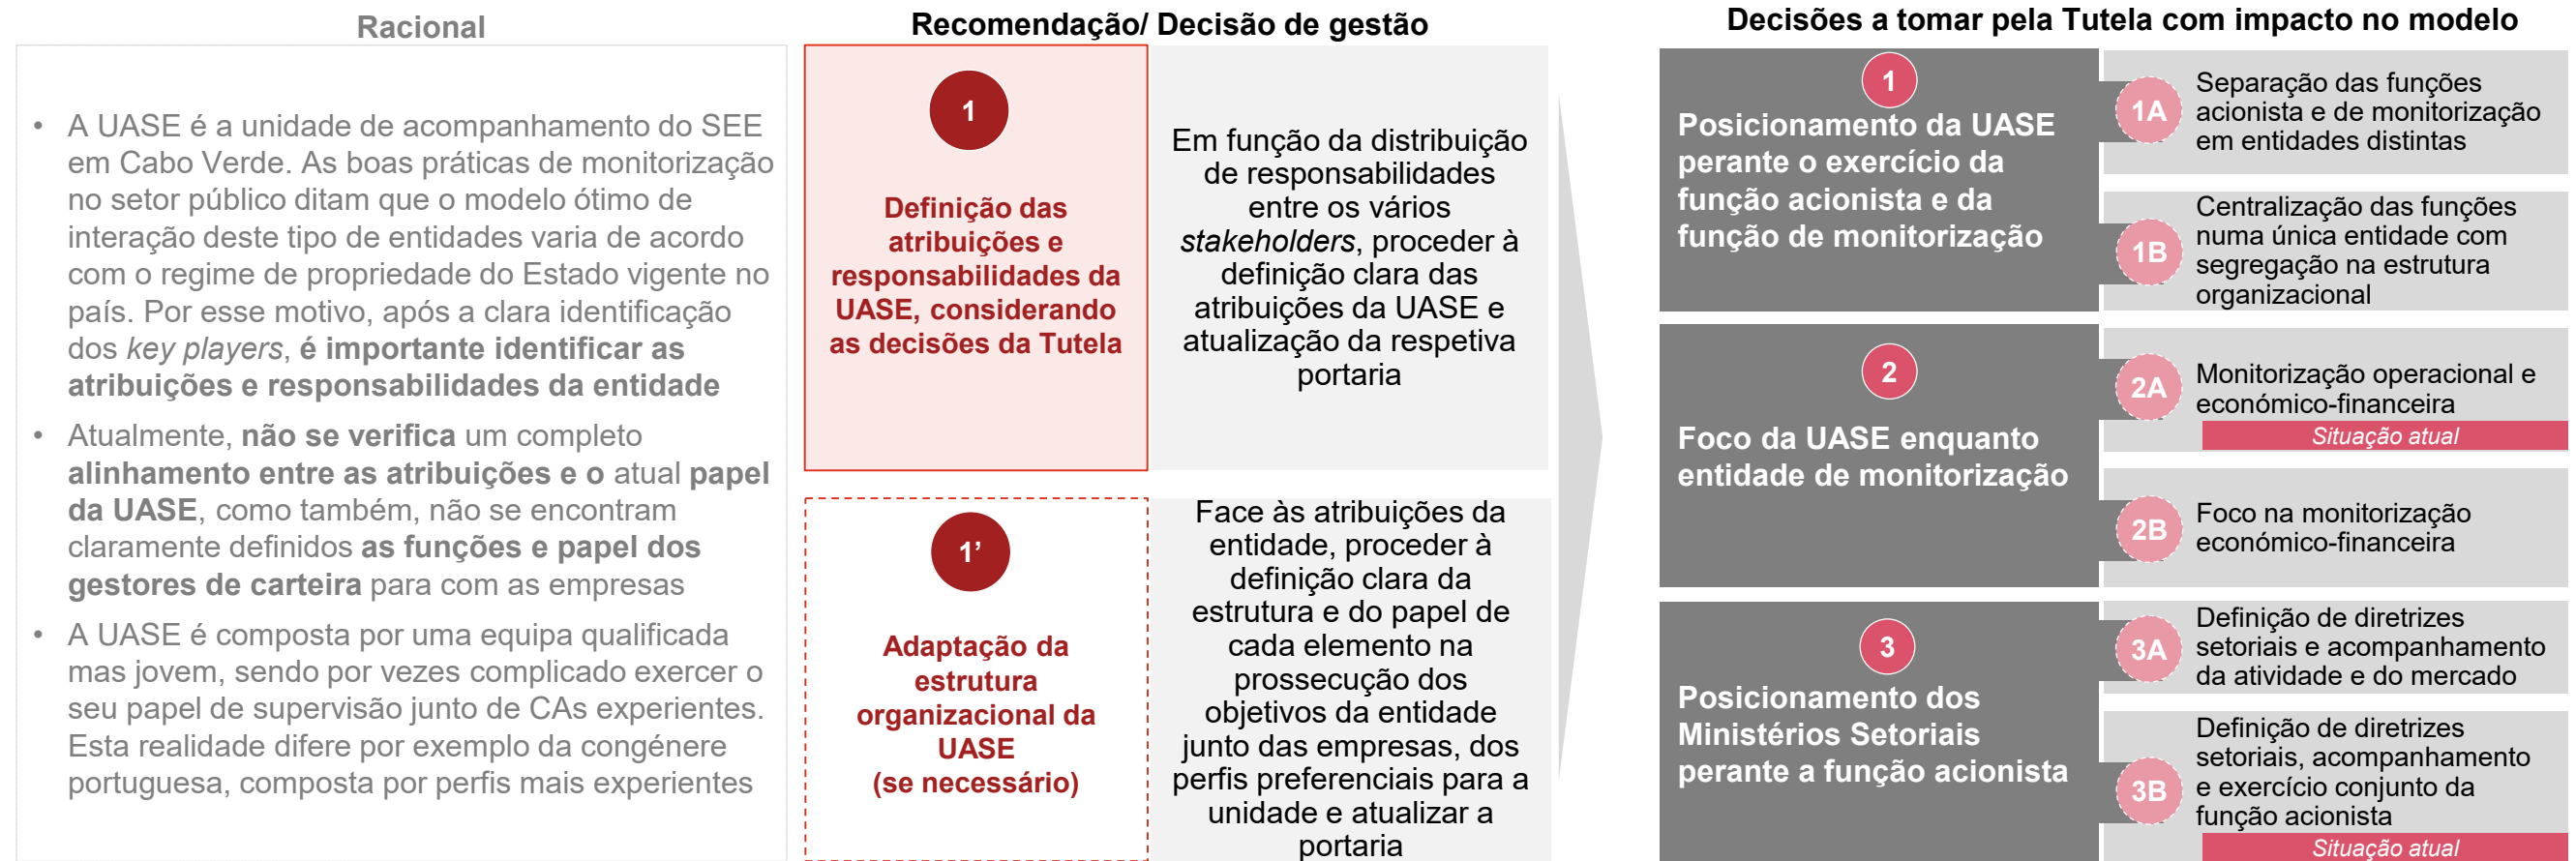 Racional
• A UASE é a unidade de acompanhamento do SEE
em Cabo Verde. As boas práticas de monitorização
no setor público ditam que o modelo ótimo de
interação deste tipo de entidades varia de acordo
com o regime de propriedade do Estado vigente no
país. Por esse motivo, após a clara identificação
dos key players, é importante identificar as
atribuições e responsabilidades da entidade
• Atualmente, não se verifica um completo
alinhamento entre as atribuições e o atual papel
da UASE, como também, não se encontram
claramente definidos as funções e papel dos
gestores de carteira para com as empresas
• A UASE é composta por uma equipa qualificada
mas jovem, sendo por vezes complicado exercer o
seu papel de supervisão junto de CAs experientes.
Esta realidade difere por exemplo da congénere
portuguesa, composta por perfis mais experientes
Recomendação/ Decisão de gestão
1
Definição das
atribuições e
responsabilidades da
UASE, considerando
as decisões da Tutela
Em função da distribuição
de responsabilidades
entre os vários
stakeholders, proceder à
definição clara das
atribuições da UASE e
atualização da respetiva
portaria
1’
Adaptação da
estrutura
organizacional da
UASE
(se necessário)
Face às atribuições da
entidade, proceder à
definição clara da
estrutura e do papel de
cada elemento na
prossecução dos
objetivos da entidade
junto das empresas, dos
perfis preferenciais para a
unidade e atualizar a
portaria
Decisões a tomar pela Tutela com impacto no modelo
1
Posicionamento da UASE
perante o exercício da
função acionista e da
função de monitorização
1A
Separação das funções
acionista e de monitorização
em entidades distintas
1B
Centralização das funções
numa única entidade com
segregação na estrutura
organizacional
2
Foco da UASE enquanto
entidade de monitorização
2A
Monitorização operacional e
económico-financeira
Situação atual
2B
Foco na monitorização
económico-financeira
3
Posicionamento dos
Ministérios Setoriais
perante a função acionista
3A
Definição de diretrizes
setoriais e acompanhamento
da atividade e do mercado
3B
Definição de diretrizes
setoriais, acompanhamento
e exercício conjunto da
função acionista
Situação atual